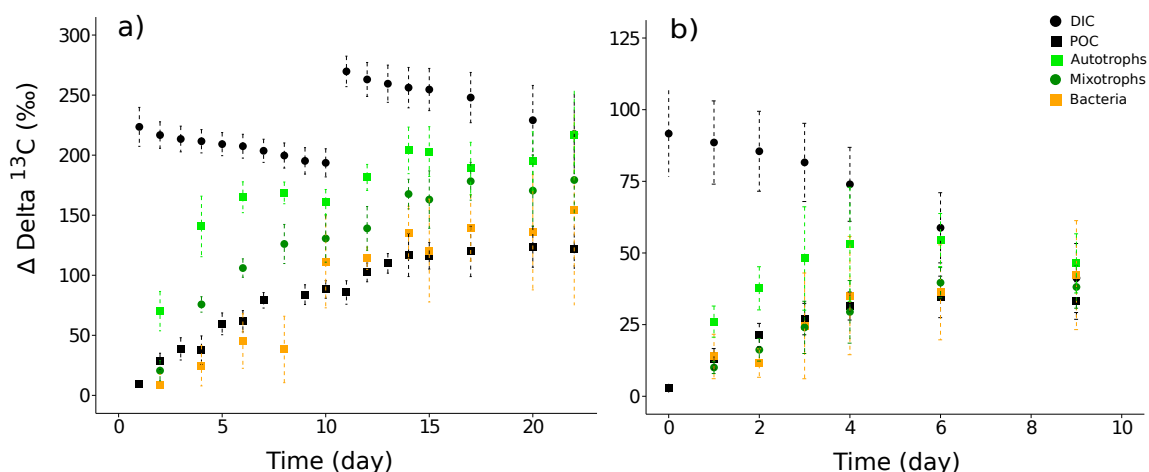 a)
Δ Delta ¹³C (‰)
300
250
200
150
100
50
0
0 5 10 15 20
Time (day)
b)
125
100
75
50
25
0
0 2 4 6 8 10
Time (day)
DIC
POC
Autotrophs
Mixotrophs
Bacteria